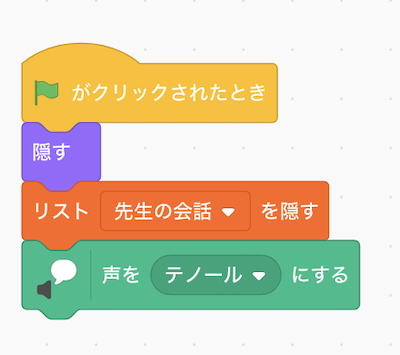 がクリックされたとき
隠す
リスト 先生の会話 を隠す
声を テノール にする